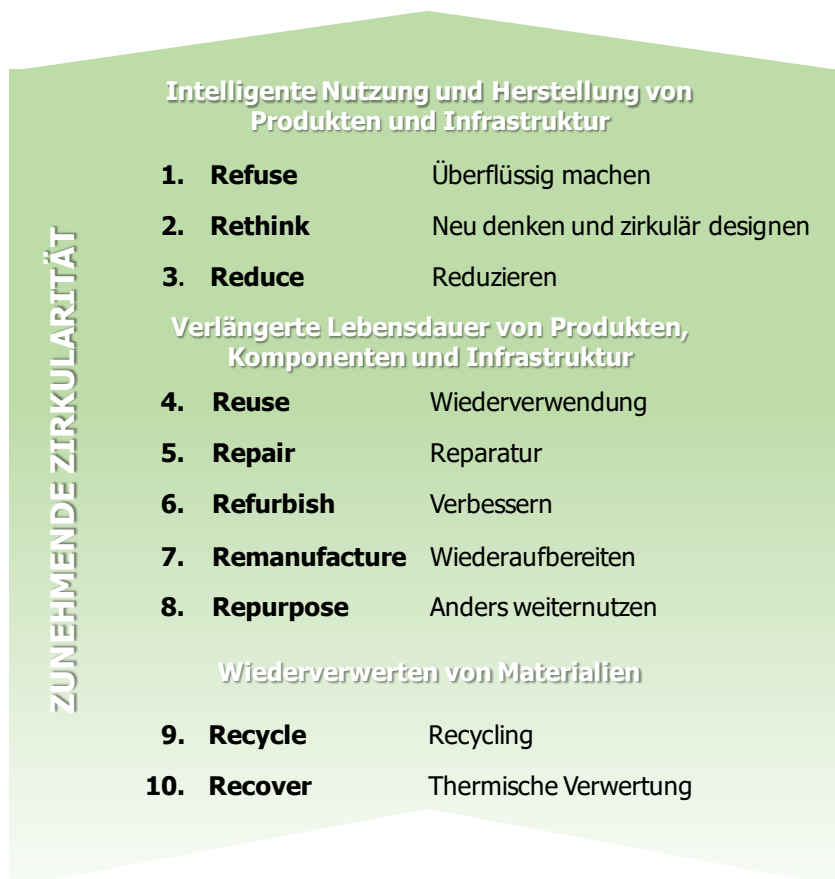 Intelligente Nutzung und Herstellung von
Produkten und Infrastruktur
1. Refuse Überflüssig machen
2. Rethink Neu denken und zirkulär designen
3. Reduce Reduzieren
Verlängerte Lebensdauer von Produkten,
Komponenten und Infrastruktur
4. Reuse Wiederverwendung
5. Repair Reparatur
6. Refurbish Verbessern
7. Remanufacture Wiederaufbereiten
8. Repurpose Anders weiternutzen
Wiederverwerten von Materialien
9. Recycle Recycling
10. Recover Thermische Verwertung
ZUNEHMENDE ZIRKULARITÄT